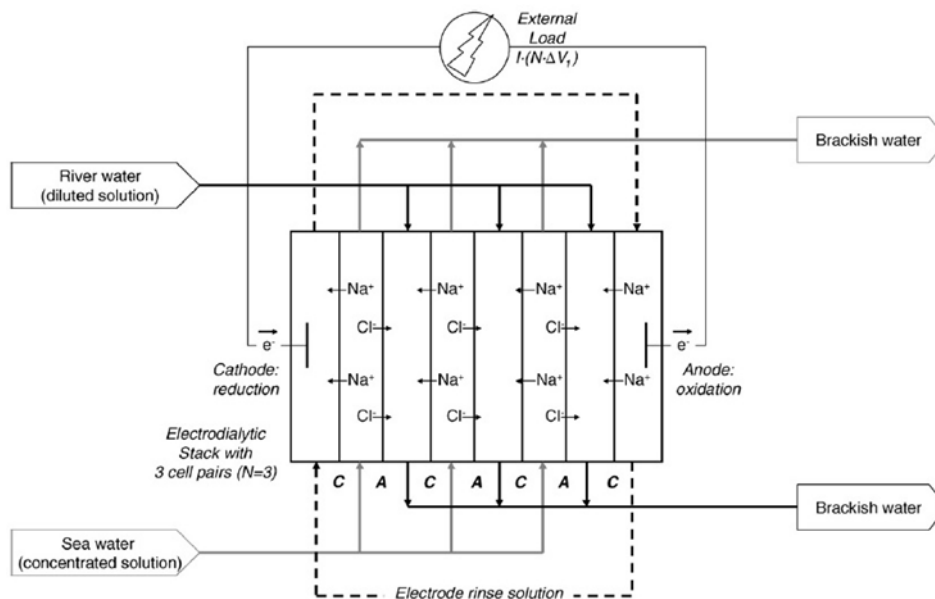 External
Load
I·(N·ΔV₁)
Brackish water
River water
(diluted solution)
Na⁺ Na⁺ Na⁺ Na⁺
Cl⁻ Cl⁻ Cl⁻
e⁻ e⁻
Cathode:
reduction
Anode:
oxidation
Na⁺ Na⁺ Na⁺ Na⁺
Cl⁻ Cl⁻ Cl⁻
Electrodialytic
Stack with
3 cell pairs (N=3)
C A C A C A C
Brackish water
Sea water
(concentrated solution)
Electrode rinse solution